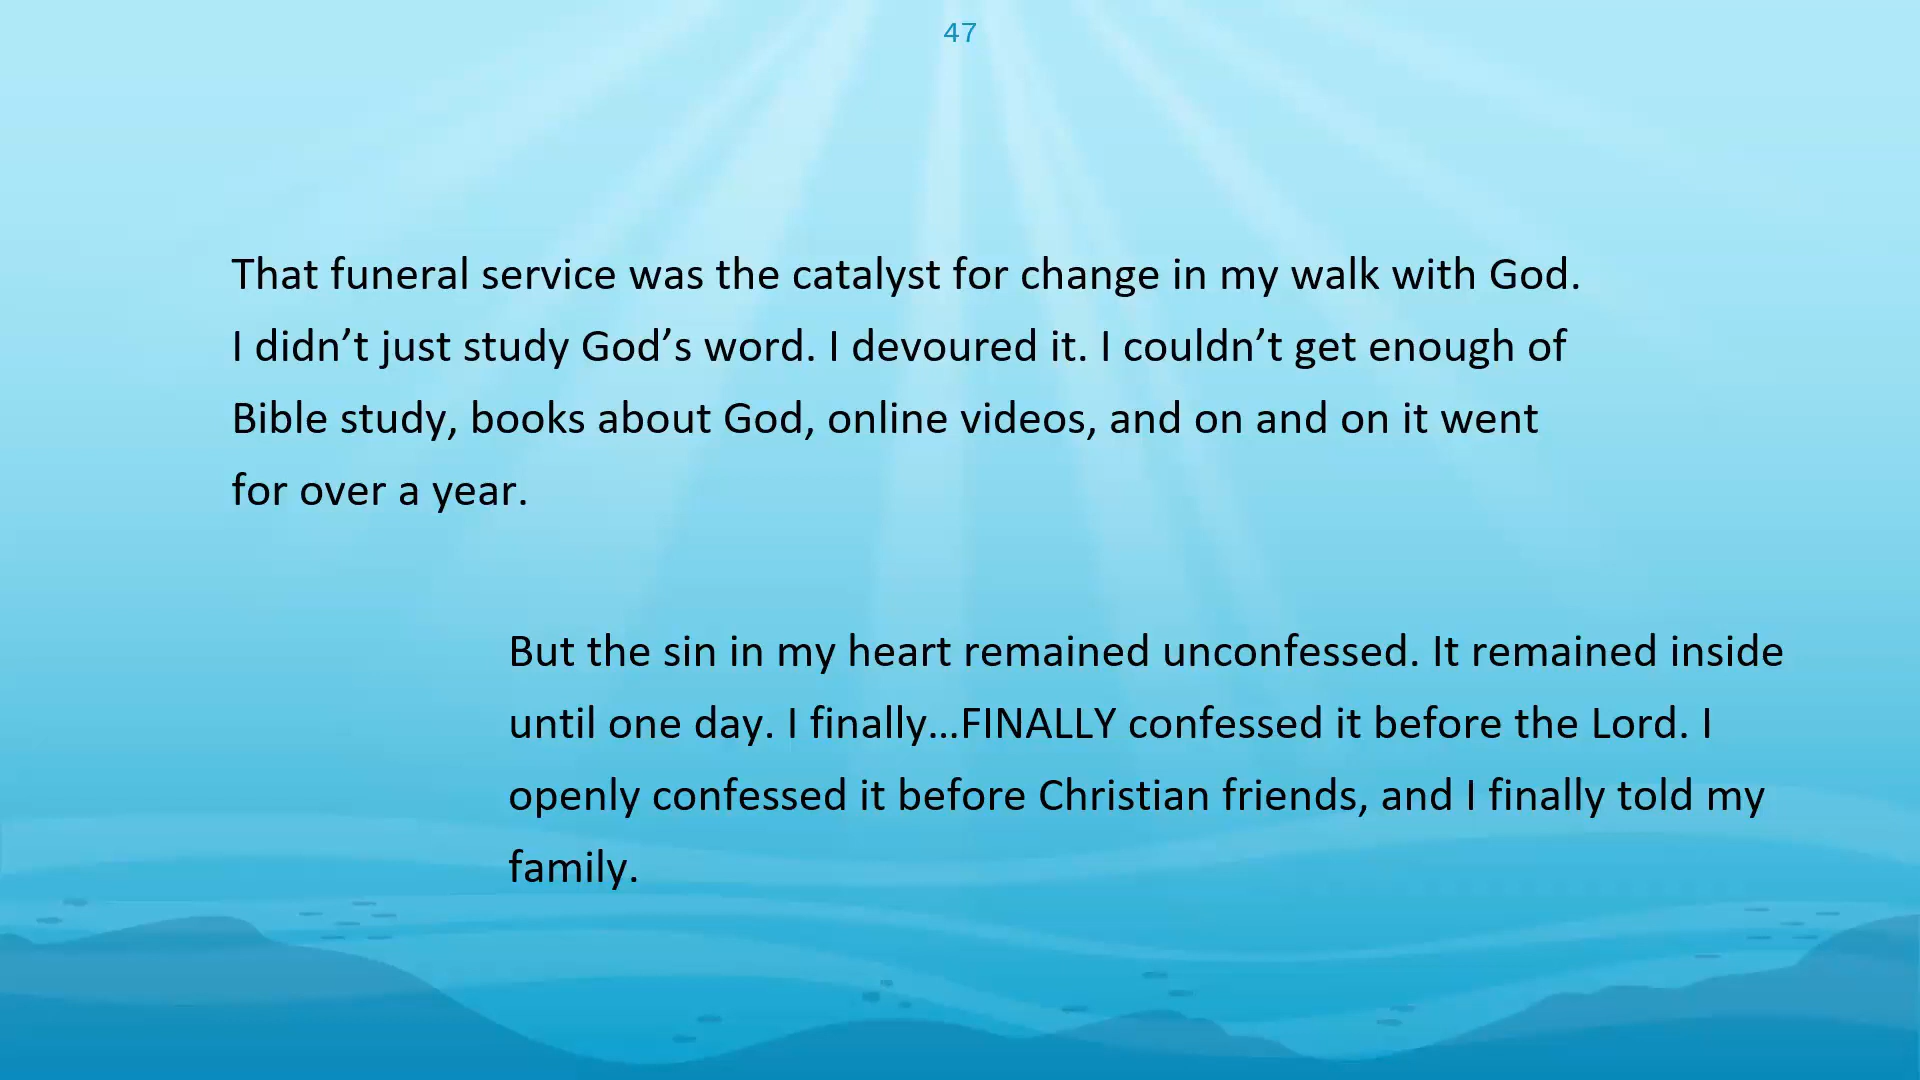 47
That funeral service was the catalyst for change in my walk with God.
I didn’t just study God’s word. I devoured it. I couldn’t get enough of
Bible study, books about God, online videos, and on and on it went
for over a year.
But the sin in my heart remained unconfessed. It remained inside
until one day. I finally…FINALLY confessed it before the Lord. I
openly confessed it before Christian friends, and I finally told my
family.